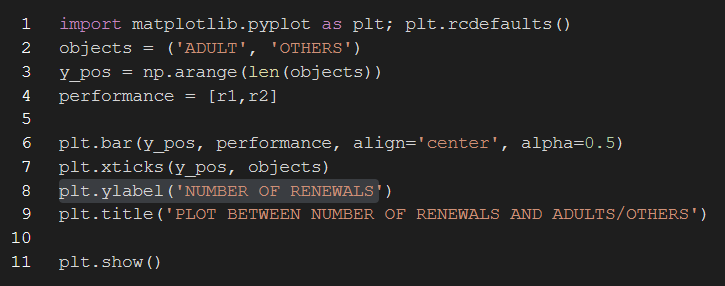 1 import matplotlib.pyplot as plt; plt.rcdefaults()
2 objects = ('ADULT', 'OTHERS')
3 y_pos = np.arange(len(objects))
4 performance = [r1,r2]
5
6 plt.bar(y_pos, performance, align='center', alpha=0.5)
7 plt.xticks(y_pos, objects)
8 plt.ylabel('NUMBER OF RENEWALS')
9 plt.title('PLOT BETWEEN NUMBER OF RENEWALS AND ADULTS/OTHERS')
10
11 plt.show()